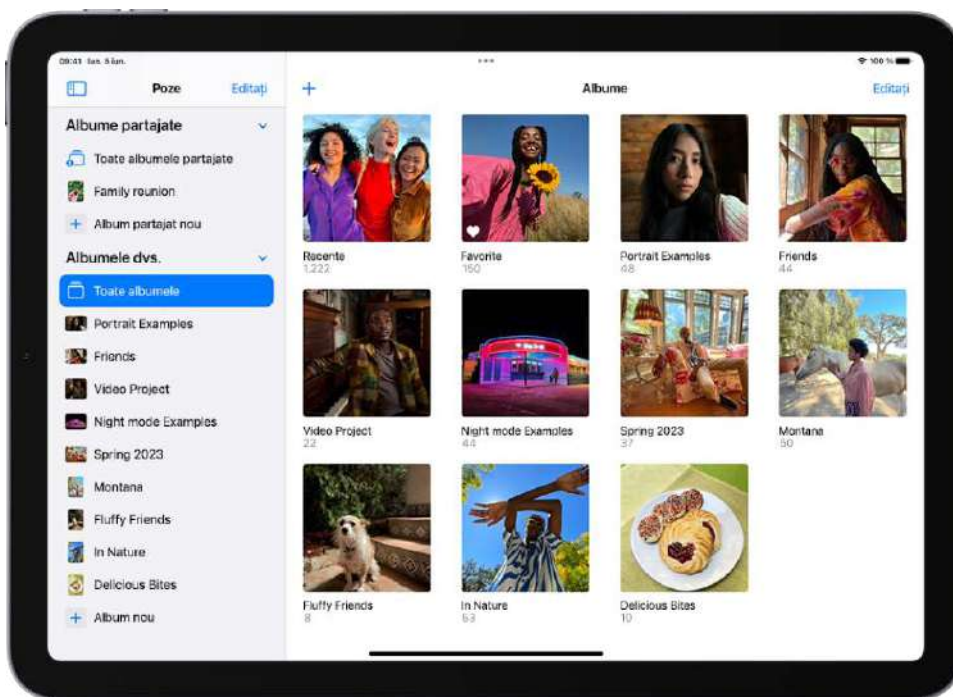 09:41 lun. 5 iun.
100 %
Poze
Editați
Albume partajate
Toate albumele partajate
Family reunion
Album partajat nou
Albumele dvs.
Toate albumele
Portrait Examples
Friends
Video Project
Night mode Examples
Spring 2023
Montana
Fluffy Friends
In Nature
Delicious Bites
Album nou
Albume
Editați
Recente
1.222
Favorite
150
Portrait Examples
48
Friends
44
Video Project
22
Night mode Examples
44
Spring 2023
37
Montana
50
Fluffy Friends
8
In Nature
53
Delicious Bites
10